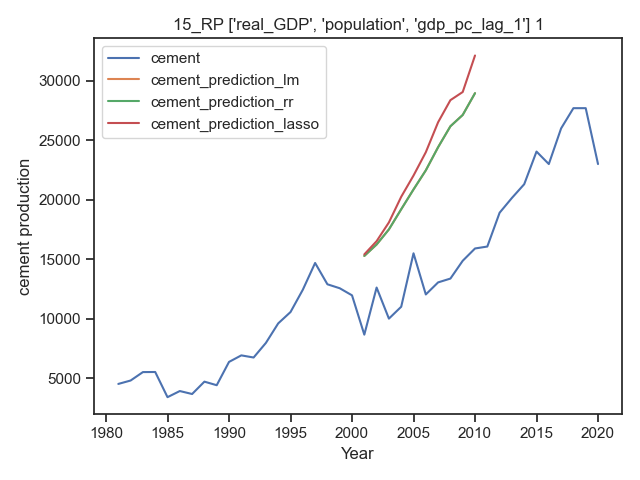 15_RP ['real_GDP', 'population', 'gdp_pc_lag_1'] 1
cement
cement_prediction_lm
cement_prediction_rr
cement_prediction_lasso
cement production
30000
25000
20000
15000
10000
5000
1980 1985 1990 1995 2000 2005 2010 2015 2020
Year